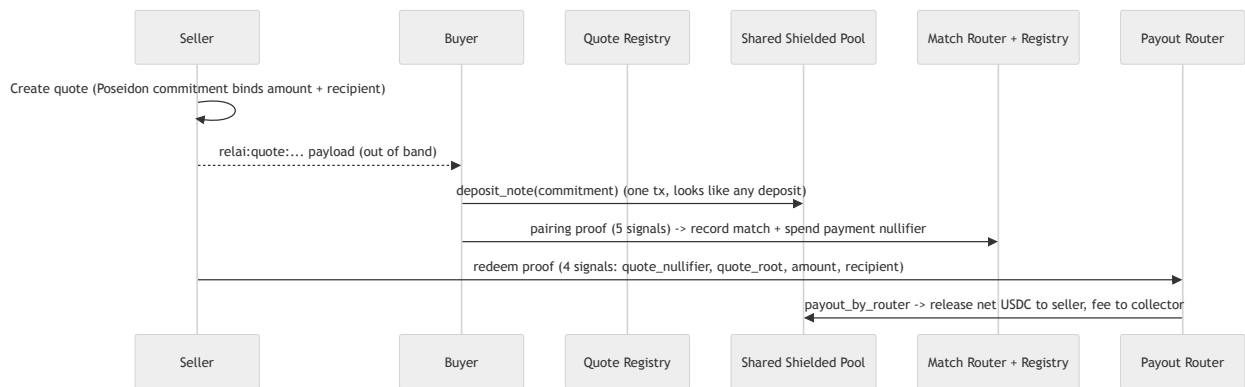 Seller
Buyer
Quote Registry
Shared Shielded Pool
Match Router + Registry
Payout Router
Create quote (Poseidon commitment binds amount + recipient)
relai:quote:... payload (out of band)
deposit_note(commitment) (one tx, looks like any deposit)
pairing proof (5 signals) -> record match + spend payment nullifier
redeem proof (4 signals: quote_nullifier, quote_root, amount, recipient)
payout_by_router -> release net USDC to seller, fee to collector
Seller
Buyer
Quote Registry
Shared Shielded Pool
Match Router + Registry
Payout Router